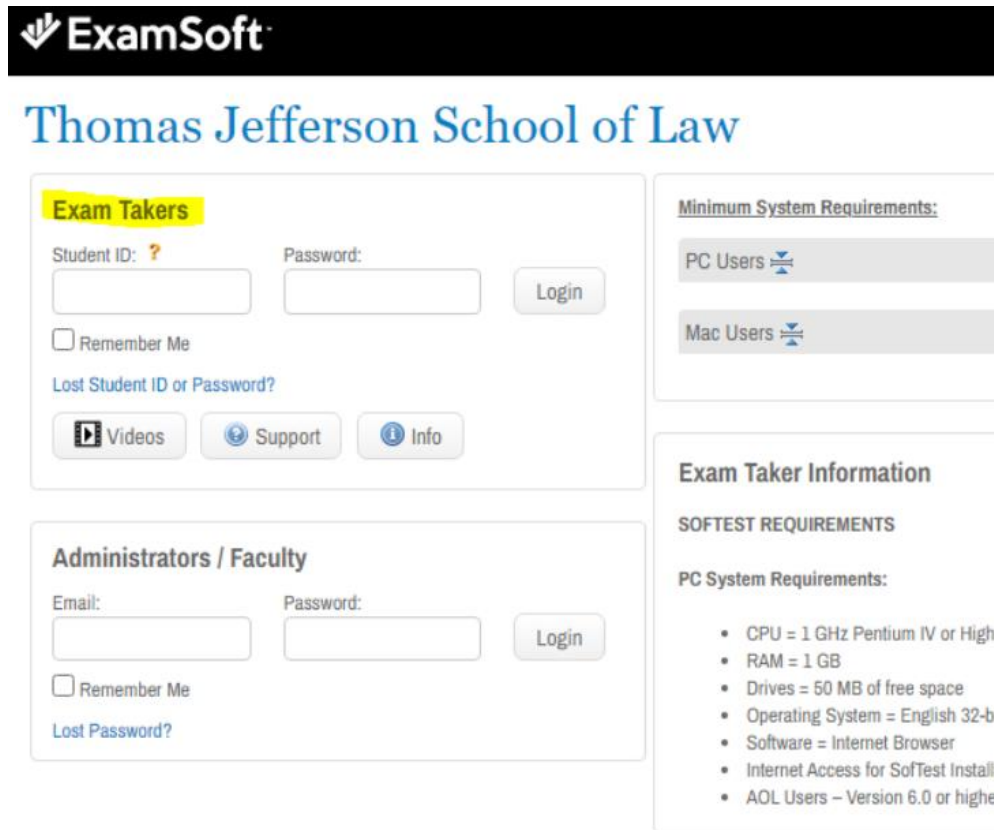 ExamSoft
Thomas Jefferson School of Law
Exam Takers
Student ID: ?
Password:
Login
Remember Me
Lost Student ID or Password?
Videos
Support
Info
Administrators / Faculty
Email:
Password:
Login
Remember Me
Lost Password?
Minimum System Requirements:
PC Users
Mac Users
Exam Taker Information
SOFTEST REQUIREMENTS
PC System Requirements:
• CPU = 1 GHz Pentium IV or High
• RAM = 1 GB
• Drives = 50 MB of free space
• Operating System = English 32-b
• Software = Internet Browser
• Internet Access for SofTest Install
• AOL Users – Version 6.0 or highe